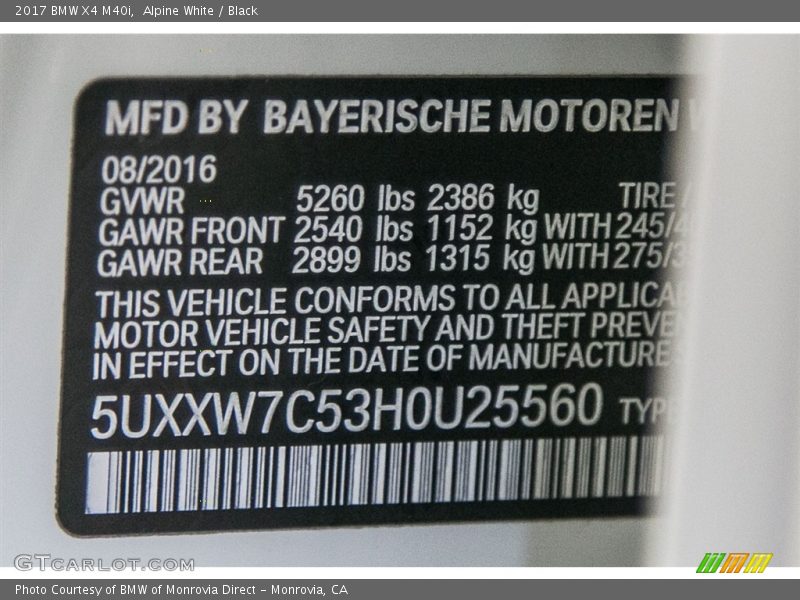 2017 BMW X4 M40i, Alpine White / Black
MFD BY BAYERISCHE MOTOREN
08/2016
GVWR 5260 lbs 2386 kg TIRE/
GAWR FRONT 2540 lbs 1152 kg WITH 245/
GAWR REAR 2899 lbs 1315 kg WITH 275/
THIS VEHICLE CONFORMS TO ALL
MOTOR VEHICLE SAFETY AND THEFT
IN EFFECT ON THE DATE OF
5UXXW7C53H0U25560
GTCARLOT.COM
Photo Courtesy of BMW of Monrovia Direct – Monrovia, CA